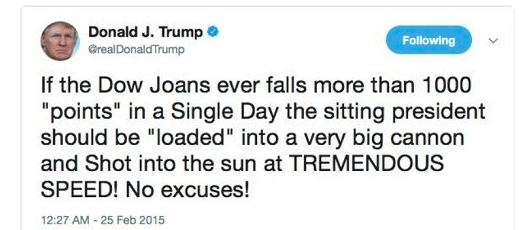 Donald J. Trump
@realDonaldTrump
Following
If the Dow Joans ever falls more than 1000
"points" in a Single Day the sitting president
should be "loaded" into a very big cannon
and Shot into the sun at TREMENDOUS
SPEED! No excuses!
12:27 AM - 25 Feb 2015